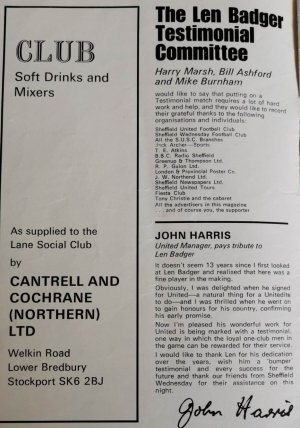 CLUB
Soft Drinks and
Mixers
As supplied to the
Lane Social Club
by
CANTRELL AND
COCHRANE
(NORTHERN)
LTD
Welkin Road
Lower Bredbury
Stockport SK6 2BJ
The Len Badger
Testimonial
Committee
Harry Marsh, Bill Ashford
and Mike Burnham
would like to say that putting on a
Testimonial match requires a lot of hard
work and help, and they would like to record
their grateful thanks to the following
organisations and individuals:
Sheffield United Football Club
Sheffield Wednesday Football Club
All the S.U.S.C. Branches
Jack Archer—Sports
T. E. Atkins
B.B.C. Radio Sheffield
Greenup & Thompson Ltd.
R. P. Gulon Ltd.
London & Provincial Poster Co.
J. W. Northend Ltd.
Sheffield Newspapers Ltd.
Sheffield United Tours
Fiesta Club
Tony Christie and the cabaret
All the advertisers in this magazine
. . . and of course you, the supporter
JOHN HARRIS
United Manager, pays tribute to
Len Badger
It doesn't seem 13 years since I first looked
at Len Badger and realised that here was a
fine player in the making.
Obviously, I was delighted when he signed
for United—a natural thing for a Unitedite
to do—and I was thrilled when he went on
to gain honours for his country, confirming
his early promise.
Now I'm pleased his wonderful work for
United is being marked with a testimonial,
one way in which the loyal one-club men in
the game can be rewarded for their service.
I would like to thank Len for his dedication
over the years, wish him a bumper
testimonial and every success for the
future and thank our friends from Sheffield
Wednesday for their assistance on this
night.
John Harris